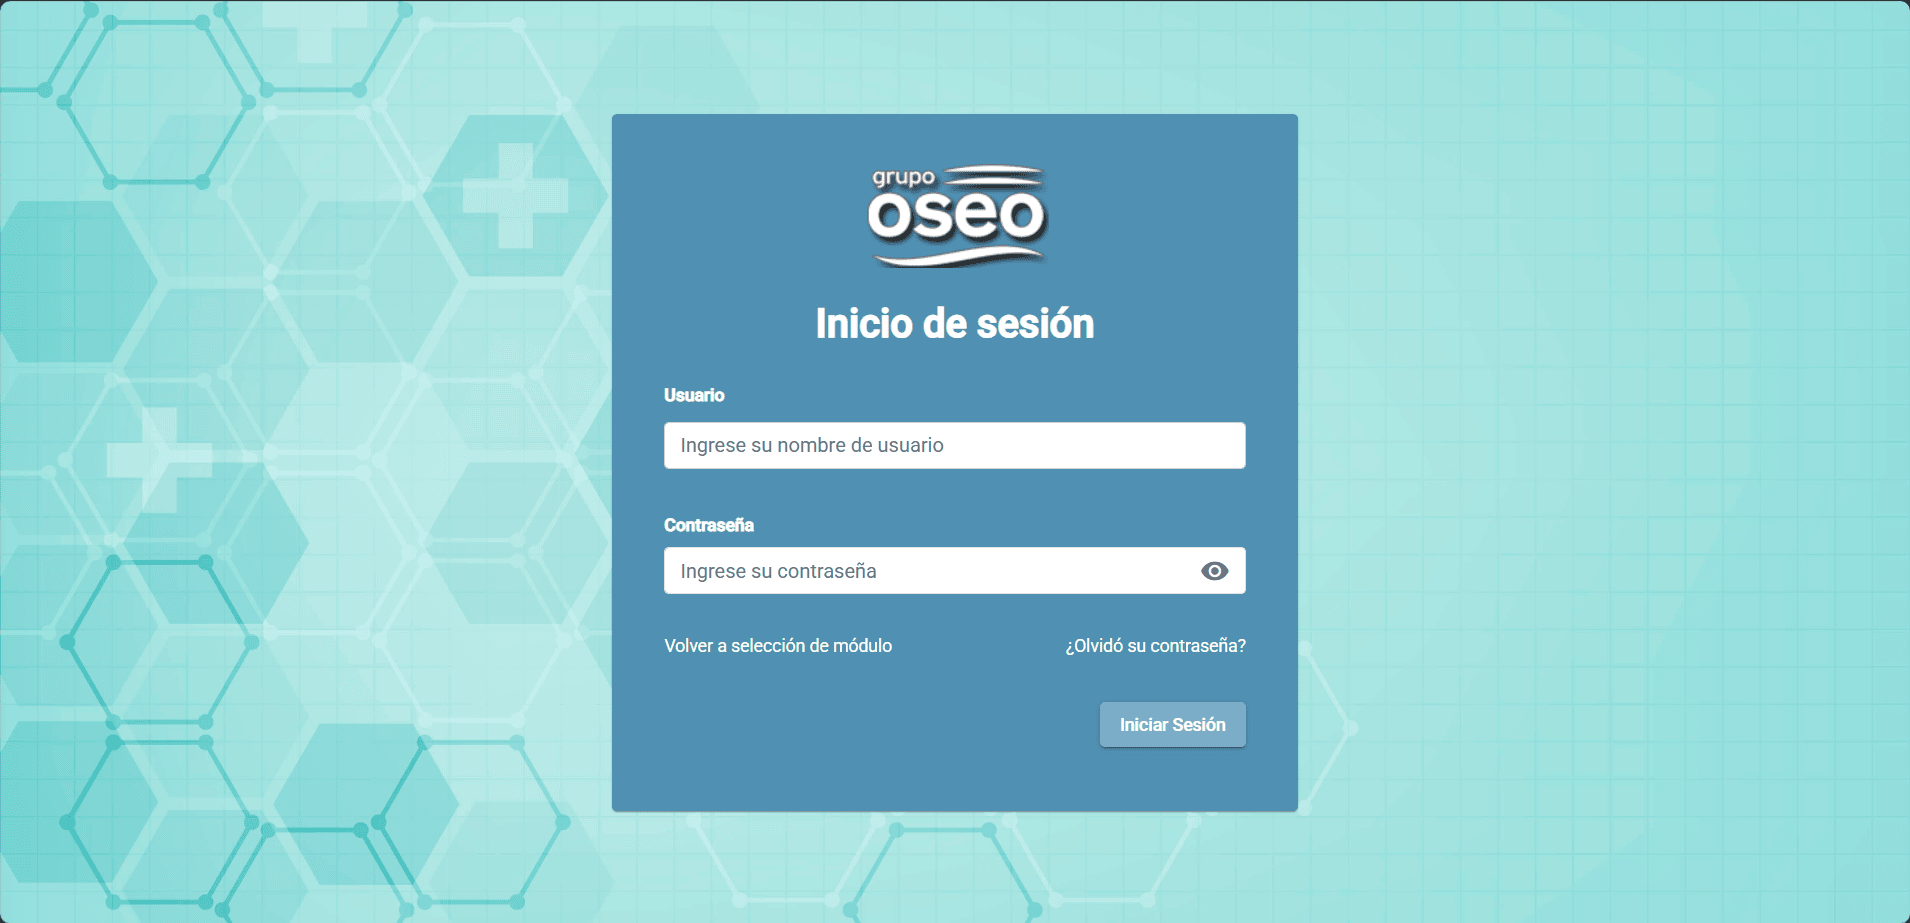 grupo
oseo
Inicio de sesión
Usuario
Ingrese su nombre de usuario
Contraseña
Ingrese su contraseña
Volver a selección de módulo
¿Olvidó su contraseña?
Iniciar Sesión